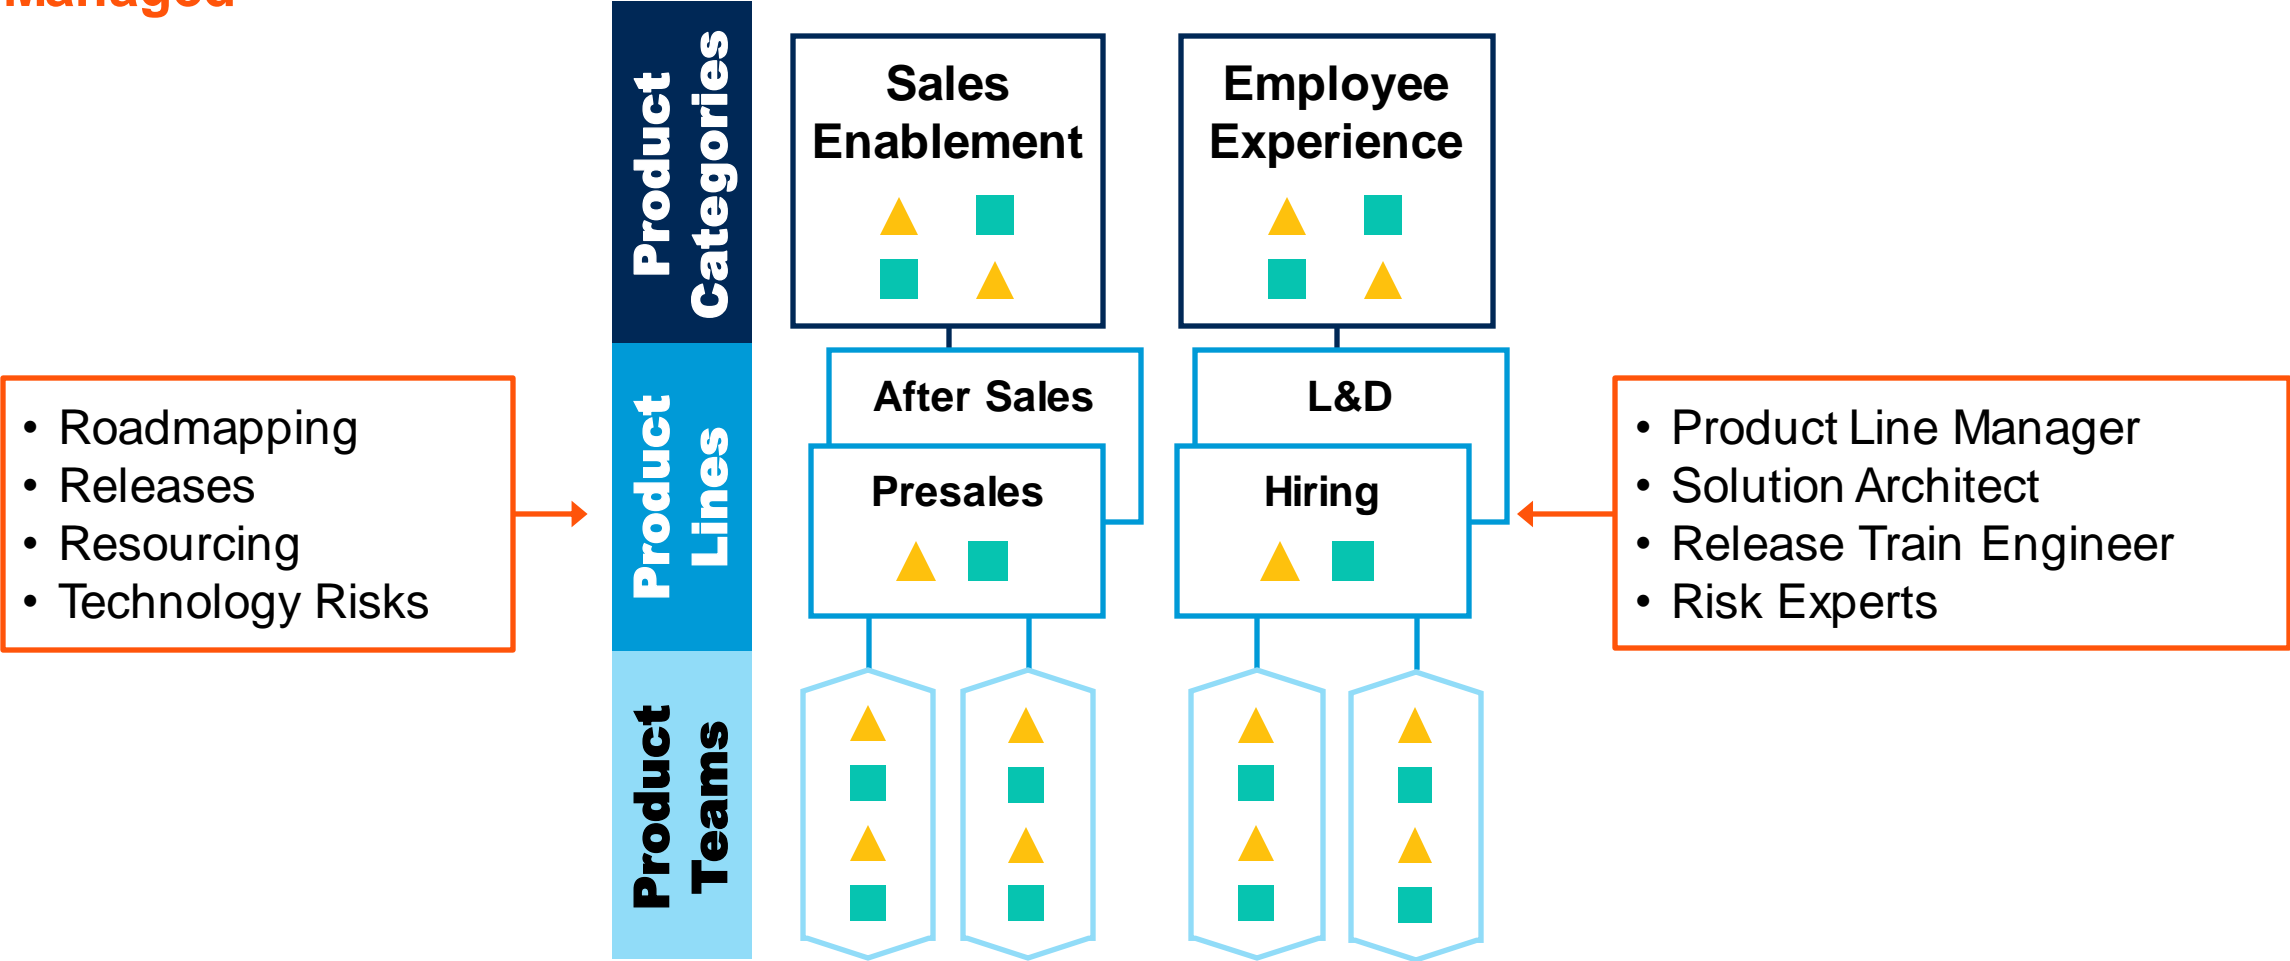 Managed
Product
Categories
Sales
Enablement
Employee
Experience
Product
Lines
After Sales
L&D
Presales
Hiring
• Roadmapping
• Releases
• Resourcing
• Technology Risks
• Product Line Manager
• Solution Architect
• Release Train Engineer
• Risk Experts
Product
Teams